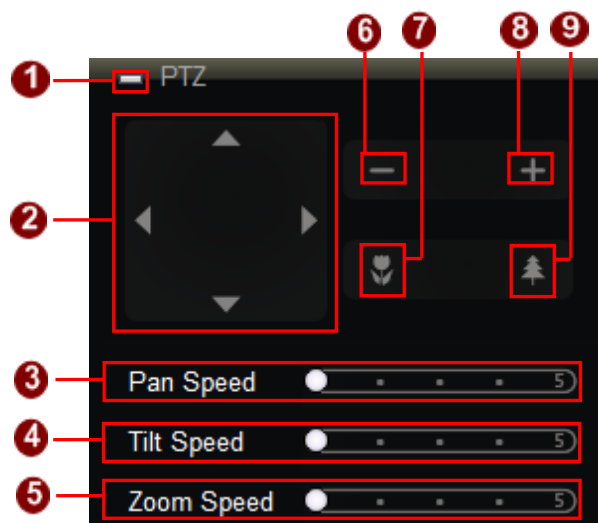 6 7 8 9
1 PTZ
− +
2
3 Pan Speed 5
4 Tilt Speed 5
5 Zoom Speed 5